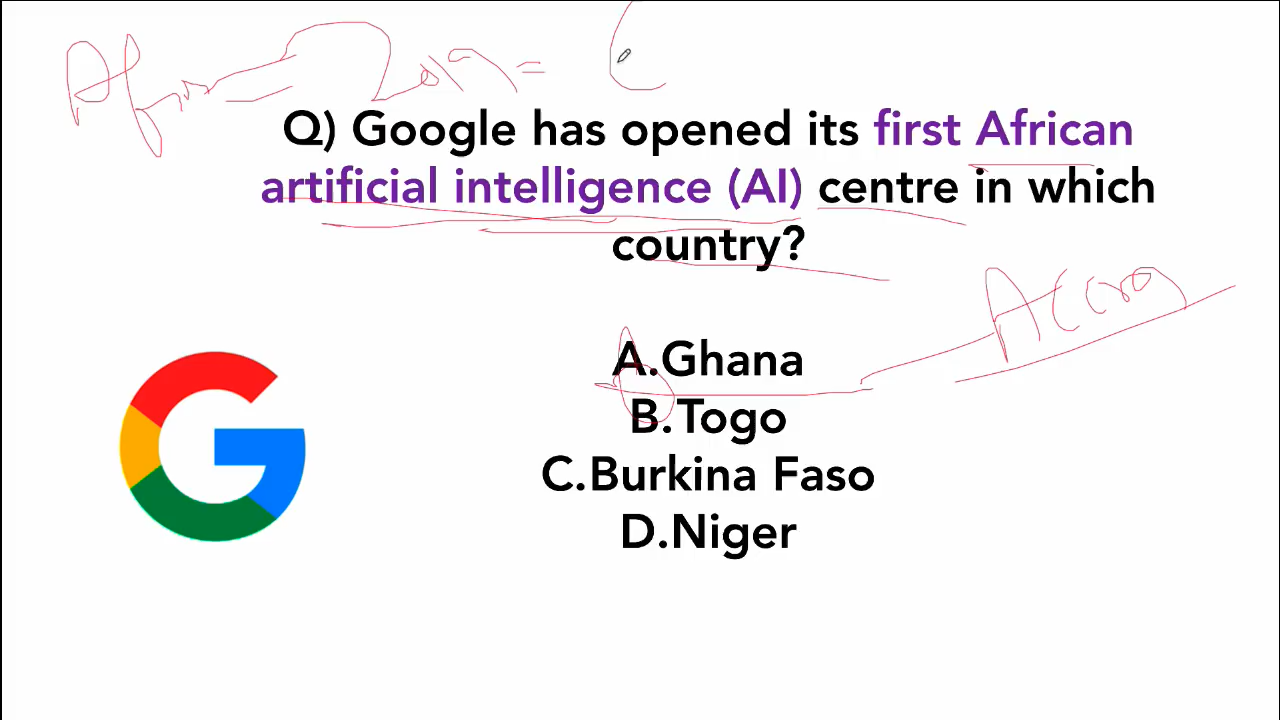 Q) Google has opened its first African
artificial intelligence (AI) centre in which
country?
Accra
A.Ghana
B.Togo
C.Burkina Faso
D.Niger